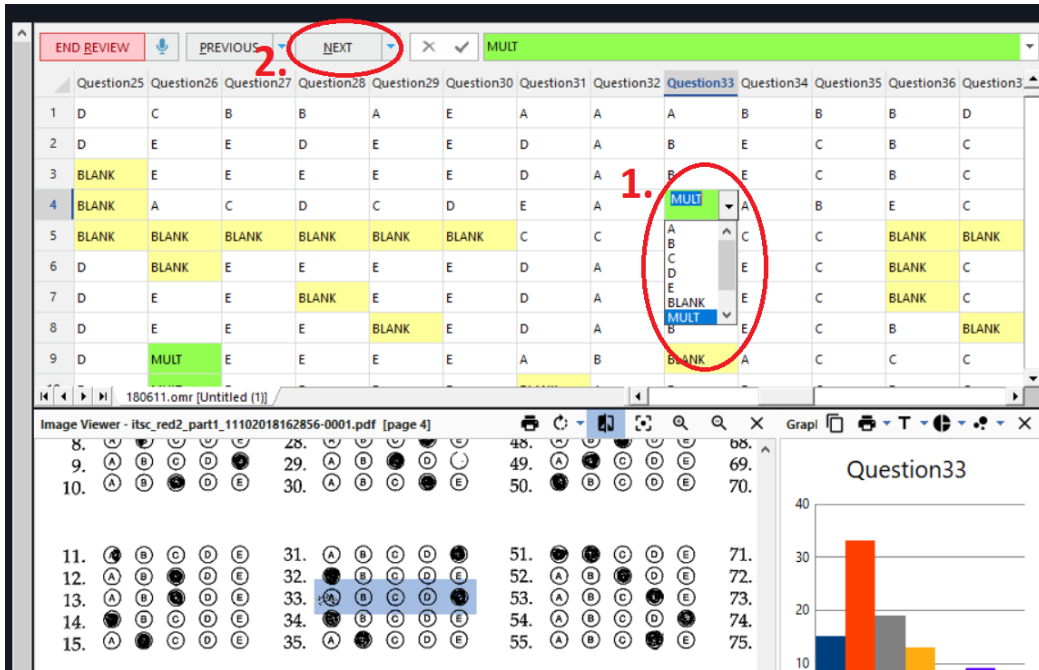 END REVIEW PREVIOUS NEXT MULT
2.
Question25 Question26 Question27 Question28 Question29 Question30 Question31 Question32 Question33 Question34 Question35 Question36 Question3
1 D C B B A E A A A B B B D
2 D E E D E E D A B E C B C
3 BLANK E E E E E D A B E C B C
1.
4 BLANK A C D C D E A MULT A B E C
5 BLANK BLANK BLANK BLANK BLANK BLANK C C C C BLANK BLANK
6 D BLANK E E E E D A E C BLANK C
7 D E E BLANK E E D A E C BLANK C
8 D E E E BLANK E D A B E C B BLANK
9 D MULT E E E E A B BLANK A C C C
A
B
C
D
E
BLANK
MULT
180611.omr [Untitled (1)]
Image Viewer - itsc_red2_part1_11102018162856-0001.pdf [page 4]
Grapl T
8. A C D E 28. A B C E 48. A B D E 68.
9. A B C D 29. A B D 49. A C D E 69.
10. A B D E 30. A B C E 50. B C D E 70.
11. B C D E 31. A B C D 51. C D E 71.
12. A B D E 32. B C D E 52. A B D E 72.
13. A B D E 33. A B C D 53. A B C E 73.
14. B C D E 34. B C D E 54. A B C D 74.
15. A C D E 35. A C D E 55. A B C E 75.
Question33
40
30
20
10